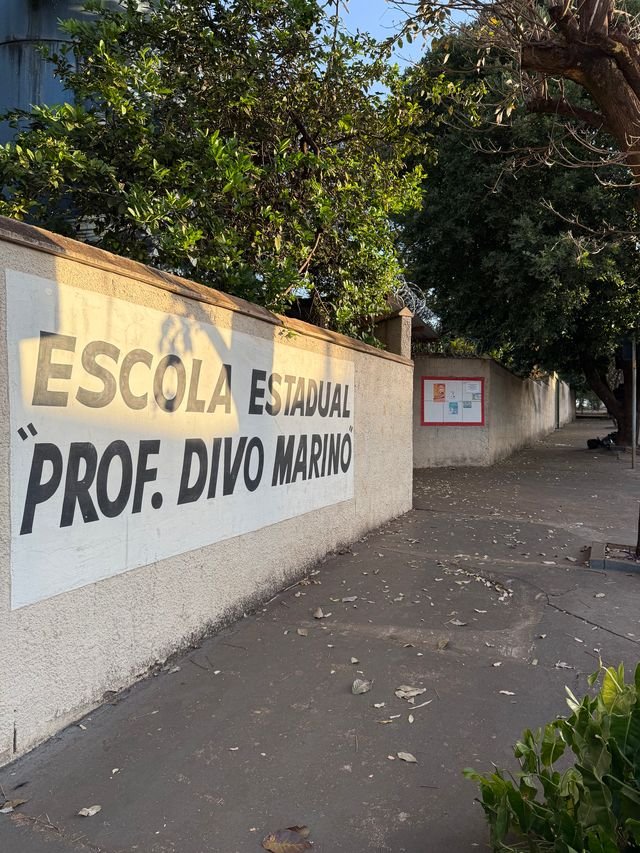 ESCOLA ESTADUAL
"PROF. DIVO MARINO"